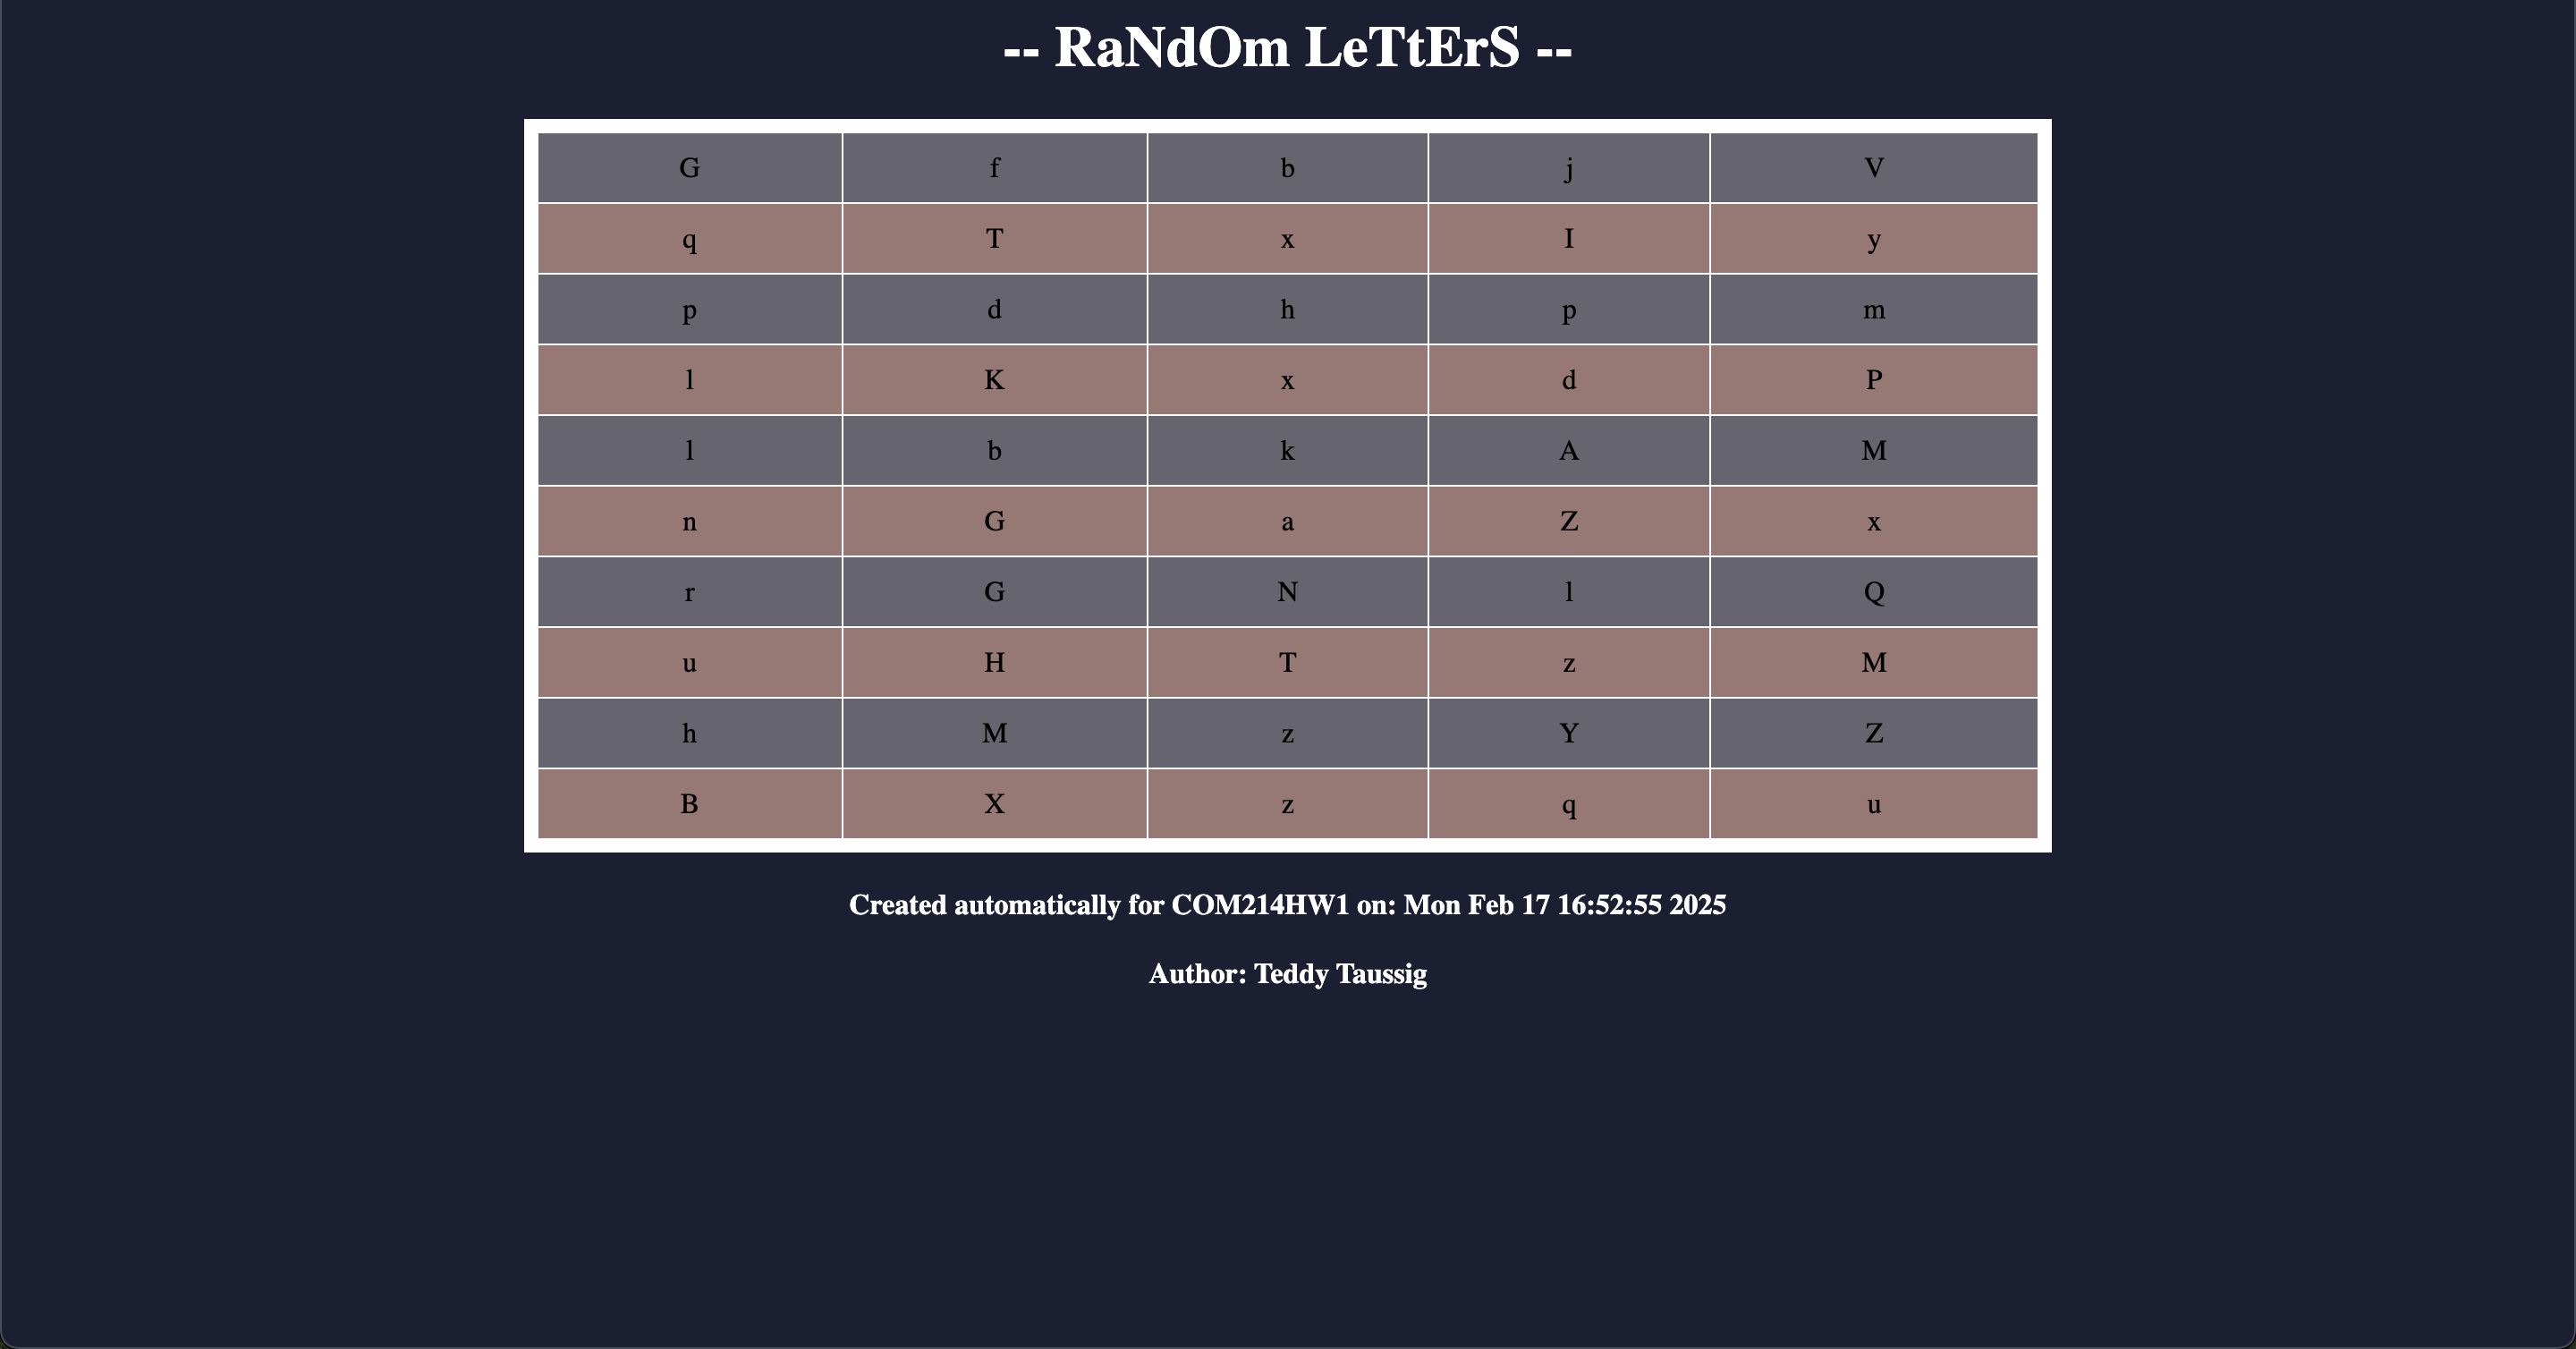 -- RaNdOm LeTtErS --
G f b j V
q T x I y
p d h p m
l K x d P
l b k A M
n G a Z x
r G N l Q
u H T z M
h M z Y Z
B X z q u
Created automatically for COM214HW1 on: Mon Feb 17 16:52:55 2025
Author: Teddy Taussig